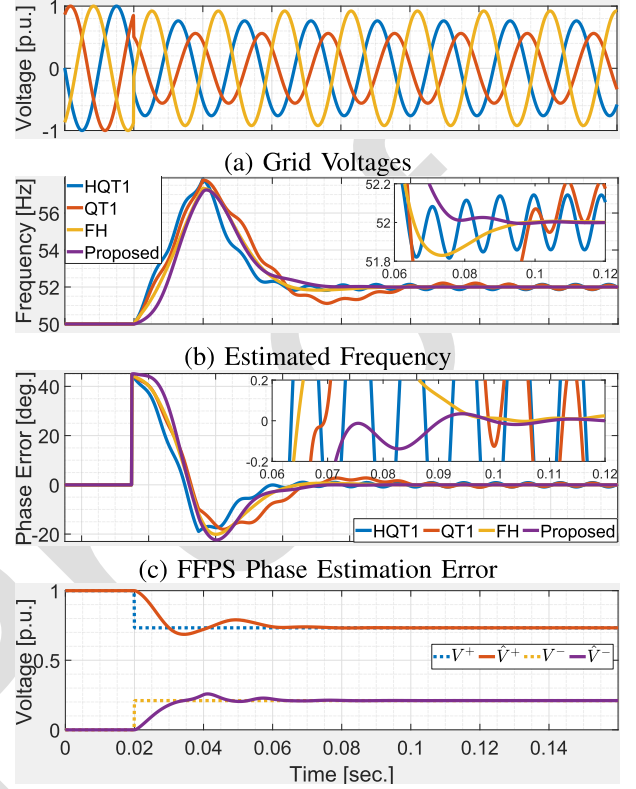 Voltage [p.u.]
1
0
-1
(a) Grid Voltages
Frequency [Hz]
56
54
52
50
HQT1
QT1
FH
Proposed
52.2
52
51.8
0.06 0.08 0.1 0.12
(b) Estimated Frequency
Phase Error [deg.]
40
20
0
-20
0.2
0
-0.2
0.06 0.07 0.08 0.09 0.1 0.11 0.12
HQT1 QT1 FH Proposed
(c) FFPS Phase Estimation Error
Voltage [p.u.]
1
0.5
0
V⁺ V̂⁺ V⁻ V̂⁻
0 0.02 0.04 0.06 0.08 0.1 0.12 0.14
Time [sec.]